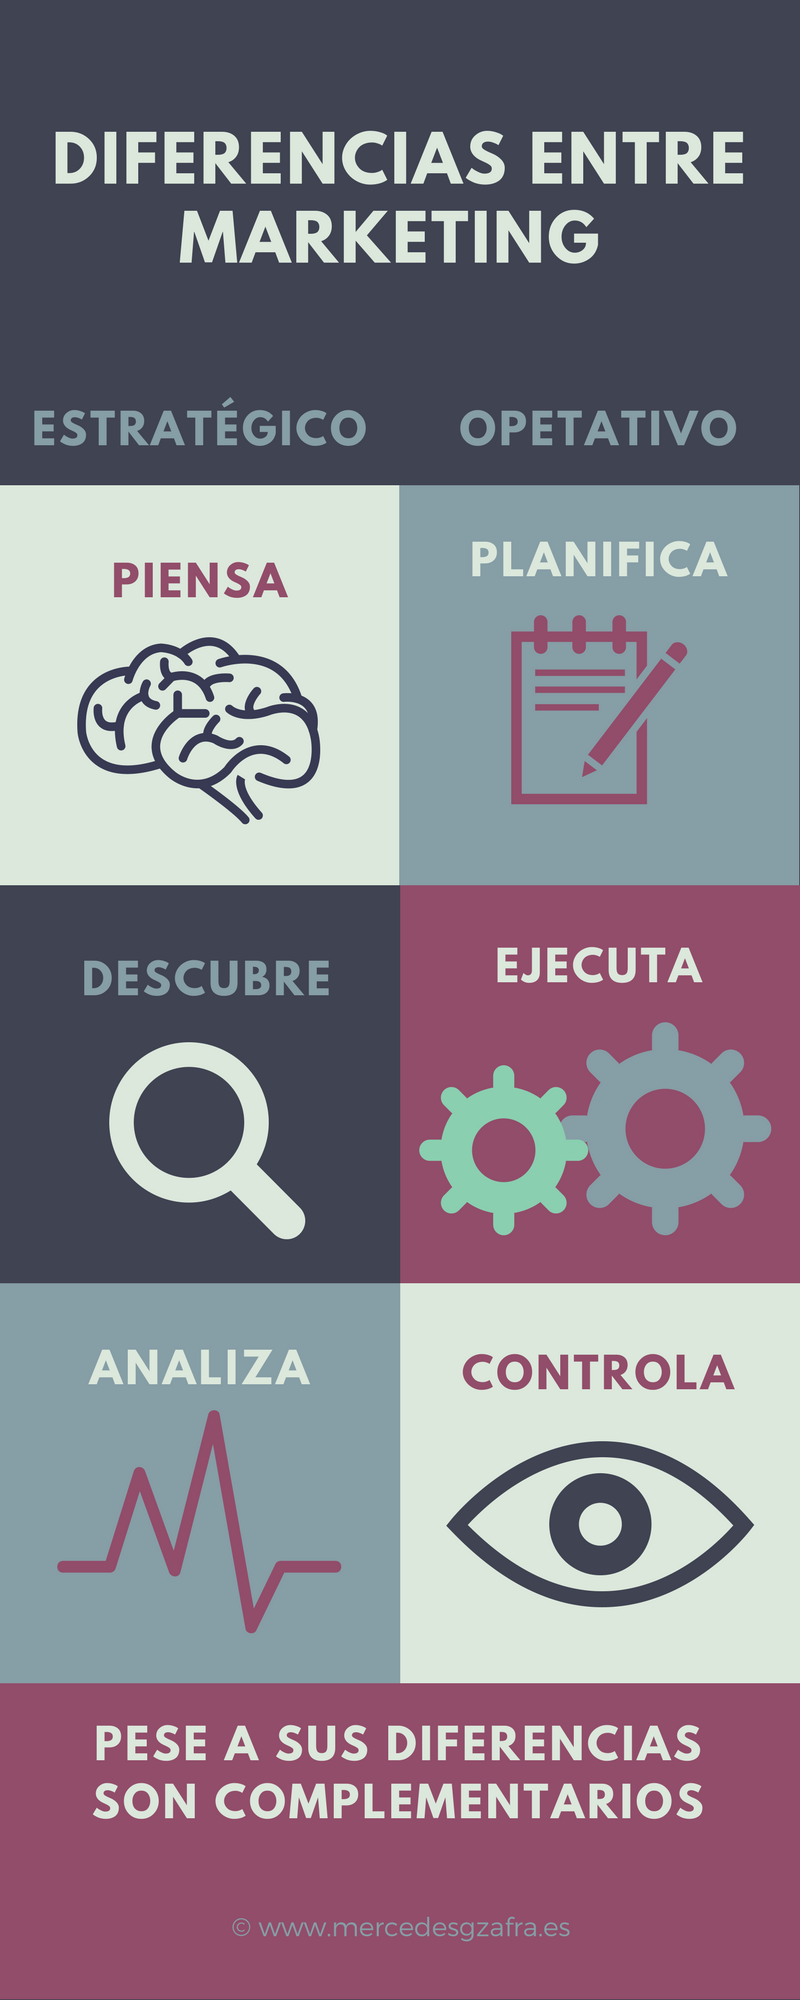 DIFERENCIAS ENTRE
MARKETING
ESTRATÉGICO
OPETATIVO
PIENSA
PLANIFICA
DESCUBRE
EJECUTA
ANALIZA
CONTROLA
PESE A SUS DIFERENCIAS
SON COMPLEMENTARIOS
© www.mercedesgzafra.es